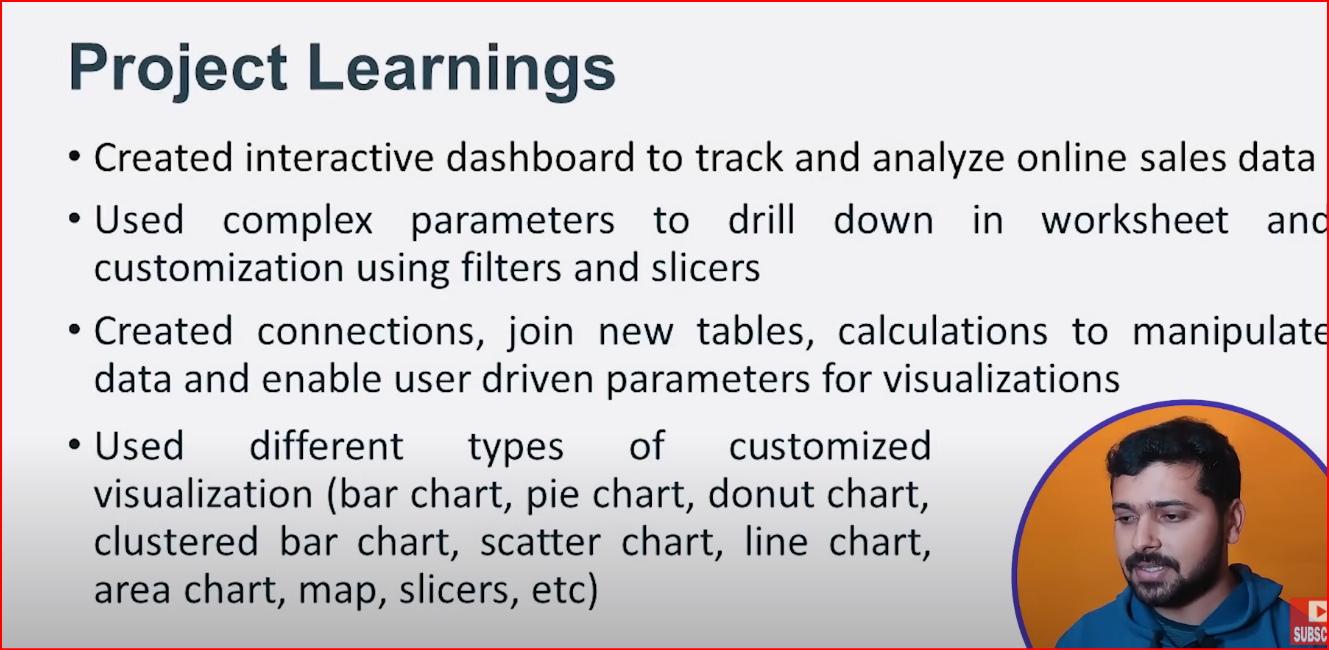 Project Learnings
• Created interactive dashboard to track and analyze online sales data
• Used complex parameters to drill down in worksheet and
customization using filters and slicers
• Created connections, join new tables, calculations to manipulate
data and enable user driven parameters for visualizations
• Used different types of customized
visualization (bar chart, pie chart, donut chart,
clustered bar chart, scatter chart, line chart,
area chart, map, slicers, etc)
SUBSC